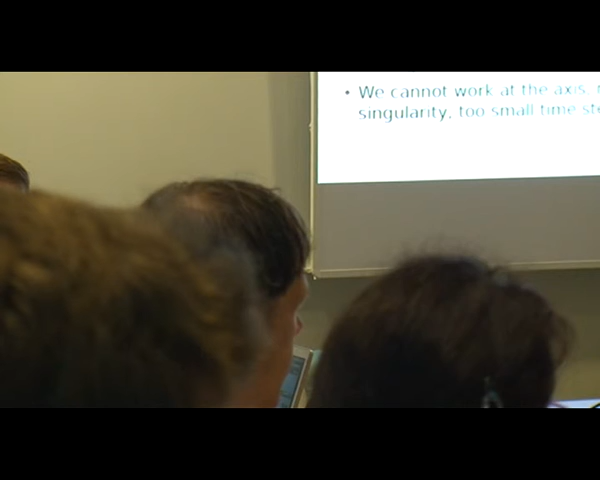 • We cannot work at the axis,
singularity, too small time